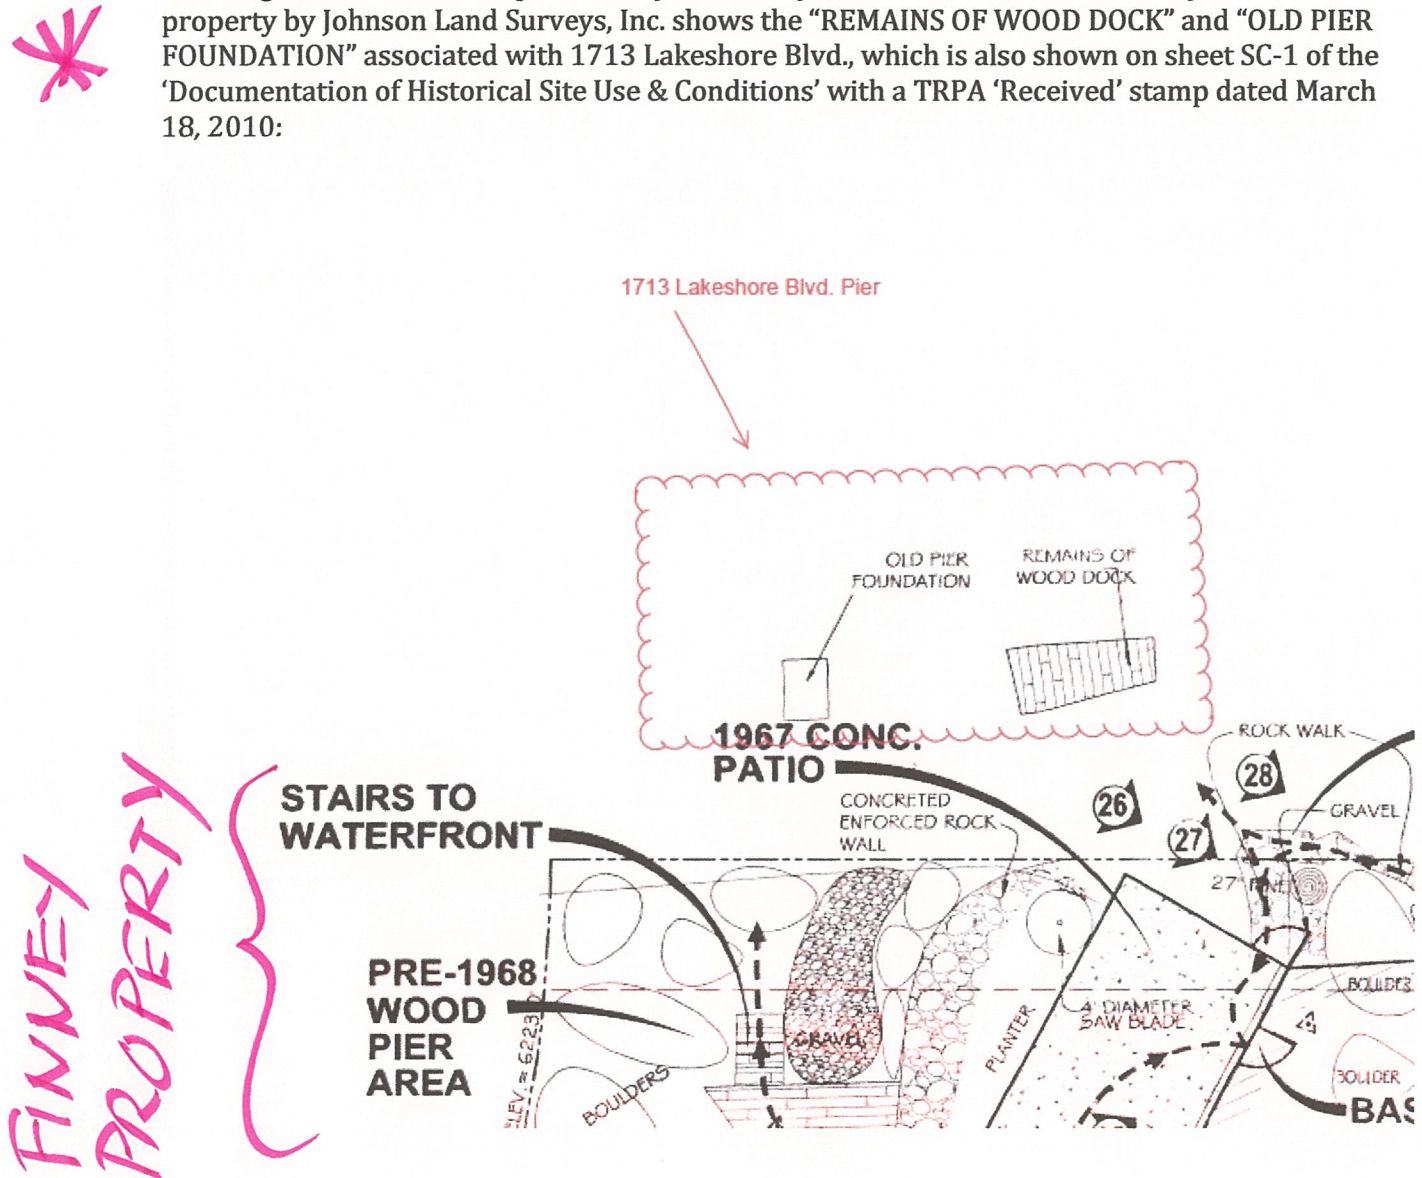 property by Johnson Land Surveys, Inc. shows the “REMAINS OF WOOD DOCK” and “OLD PIER
FOUNDATION” associated with 1713 Lakeshore Blvd., which is also shown on sheet SC-1 of the
‘Documentation of Historical Site Use & Conditions’ with a TRPA ‘Received’ stamp dated March
18, 2010:
1713 Lakeshore Blvd. Pier
OLD PIER
FOUNDATION
REMAINS OF
WOOD DOCK
1967 CONC.
PATIO
ROCK WALK
28
26
27
GRAVEL
STAIRS TO
WATERFRONT
CONCRETED
ENFORCED ROCK
WALL
27" PINE
PRE-1968
WOOD
PIER
AREA
GRAVEL
4' DIAMETER
SAW BLADE
PLANTER
BOULDER
BOULDER
BOULDERS
BAS
FINNEY
PROPERTY